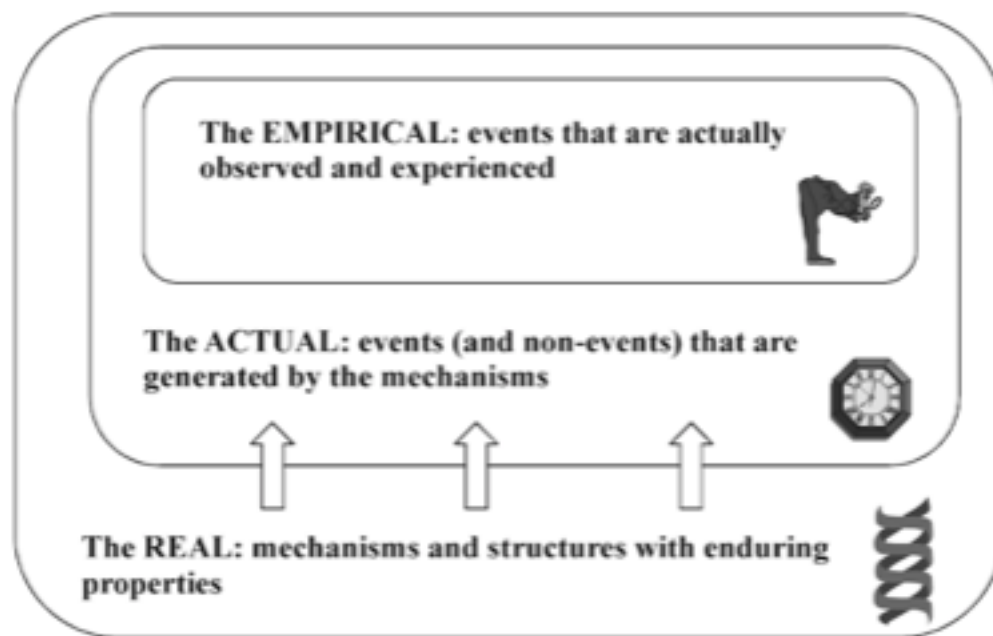 The EMPIRICAL: events that are actually
observed and experienced
The ACTUAL: events (and non-events) that are
generated by the mechanisms
The REAL: mechanisms and structures with enduring
properties